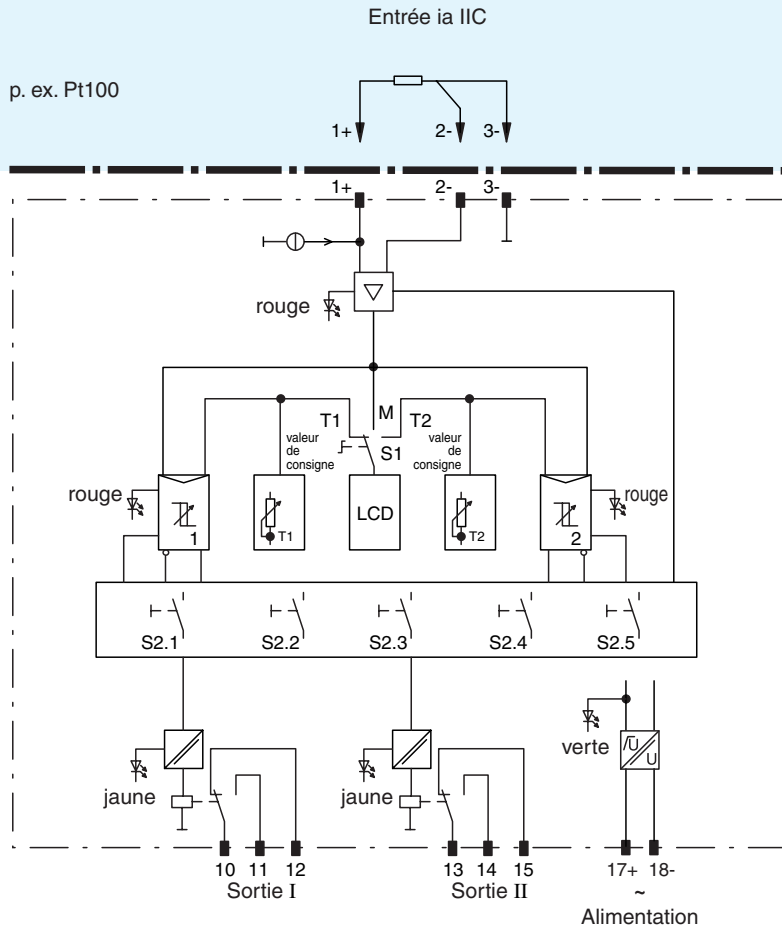 Entrée ia IIC
p. ex. Pt100
1+ 2- 3-
1+ 2- 3-
rouge
T1 M T2
S1
valeur
de
consigne
valeur
de
consigne
rouge
rouge
1
T1
LCD
T2
2
S2.1 S2.2 S2.3 S2.4 S2.5
verte
U
U
jaune
jaune
10 11 12
13 14 15
17+ 18-
Sortie I
Sortie II
~
Alimentation